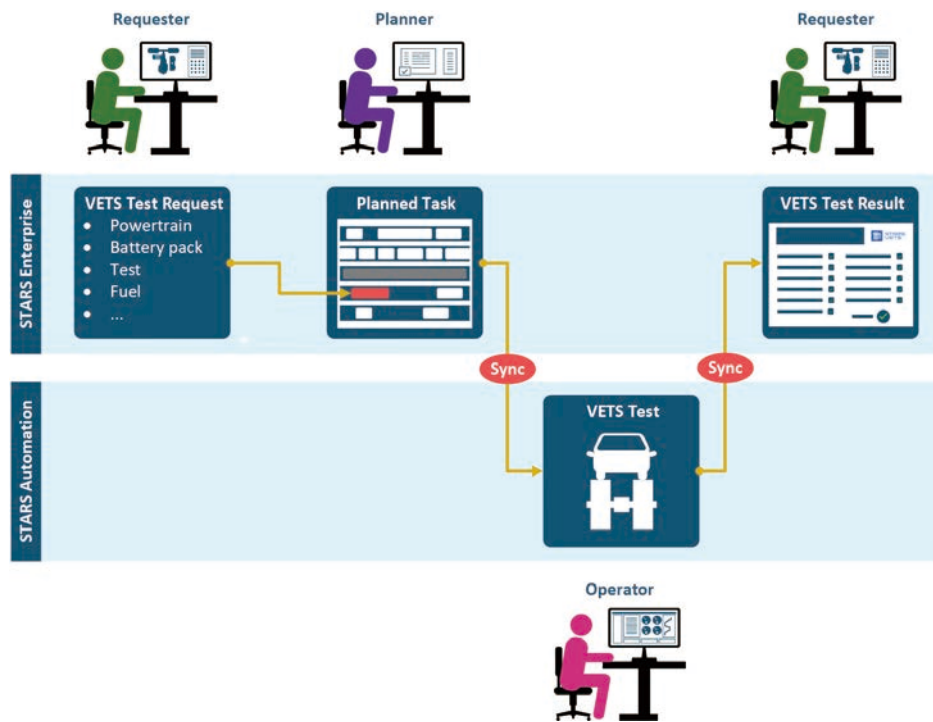 Requester
Planner
Requester
STARS Enterprise
VETS Test Request
• Powertrain
• Battery pack
• Test
• Fuel
• ...
Planned Task
VETS Test Result
Sync
Sync
STARS Automation
VETS Test
Operator